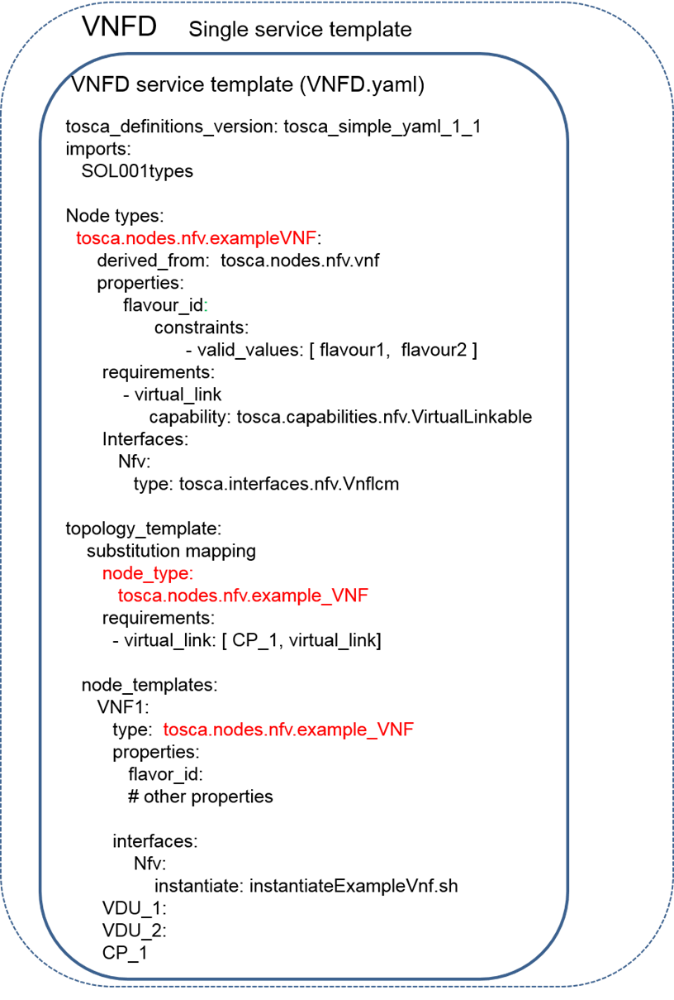 VNFD Single service template
VNFD service template (VNFD.yaml)
tosca_definitions_version: tosca_simple_yaml_1_1
imports:
SOL001types
Node types:
tosca.nodes.nfv.exampleVNF:
derived_from: tosca.nodes.nfv.vnf
properties:
flavour_id:
constraints:
- valid_values: [ flavour1, flavour2 ]
requirements:
- virtual_link
capability: tosca.capabilities.nfv.VirtualLinkable
Interfaces:
Nfv:
type: tosca.interfaces.nfv.Vnflcm
topology_template:
substitution mapping
node_type:
tosca.nodes.nfv.example_VNF
requirements:
- virtual_link: [ CP_1, virtual_link]
node_templates:
VNF1:
type: tosca.nodes.nfv.example_VNF
properties:
flavor_id:
# other properties
interfaces:
Nfv:
instantiate: instantiateExampleVnf.sh
VDU_1:
VDU_2:
CP_1